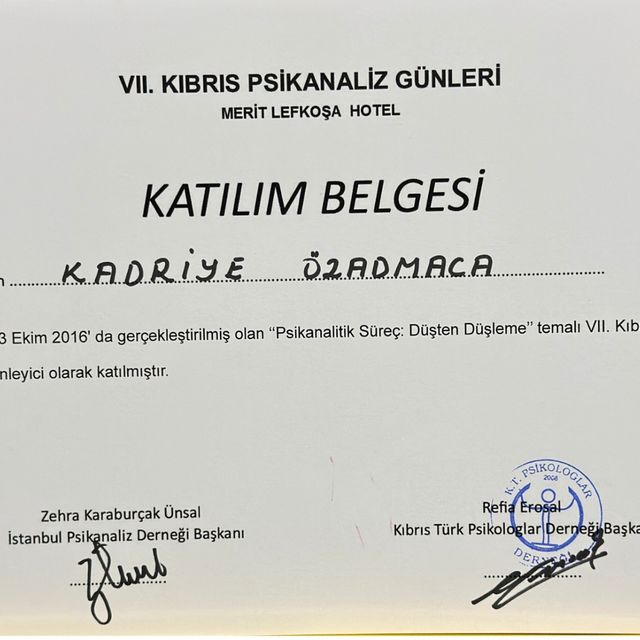 VII. KIBRIS PSİKANALİZ GÜNLERİ
MERİT LEFKOŞA HOTEL
KATILIM BELGESİ
n KADRİYE ÖZADMACA
3 Ekim 2016' da gerçekleştirilmiş olan “Psikanalitik Süreç: Düşten Düşleme” temalı VII. Kıb
nleyici olarak katılmıştır.
Zehra Karaburçak Ünsal
İstanbul Psikanaliz Derneği Başkanı
Refia Erosal
Kıbrıs Türk Psikologlar Derneği Başka
K.T. PSİKOLOGLAR
2008
DERNEĞİ